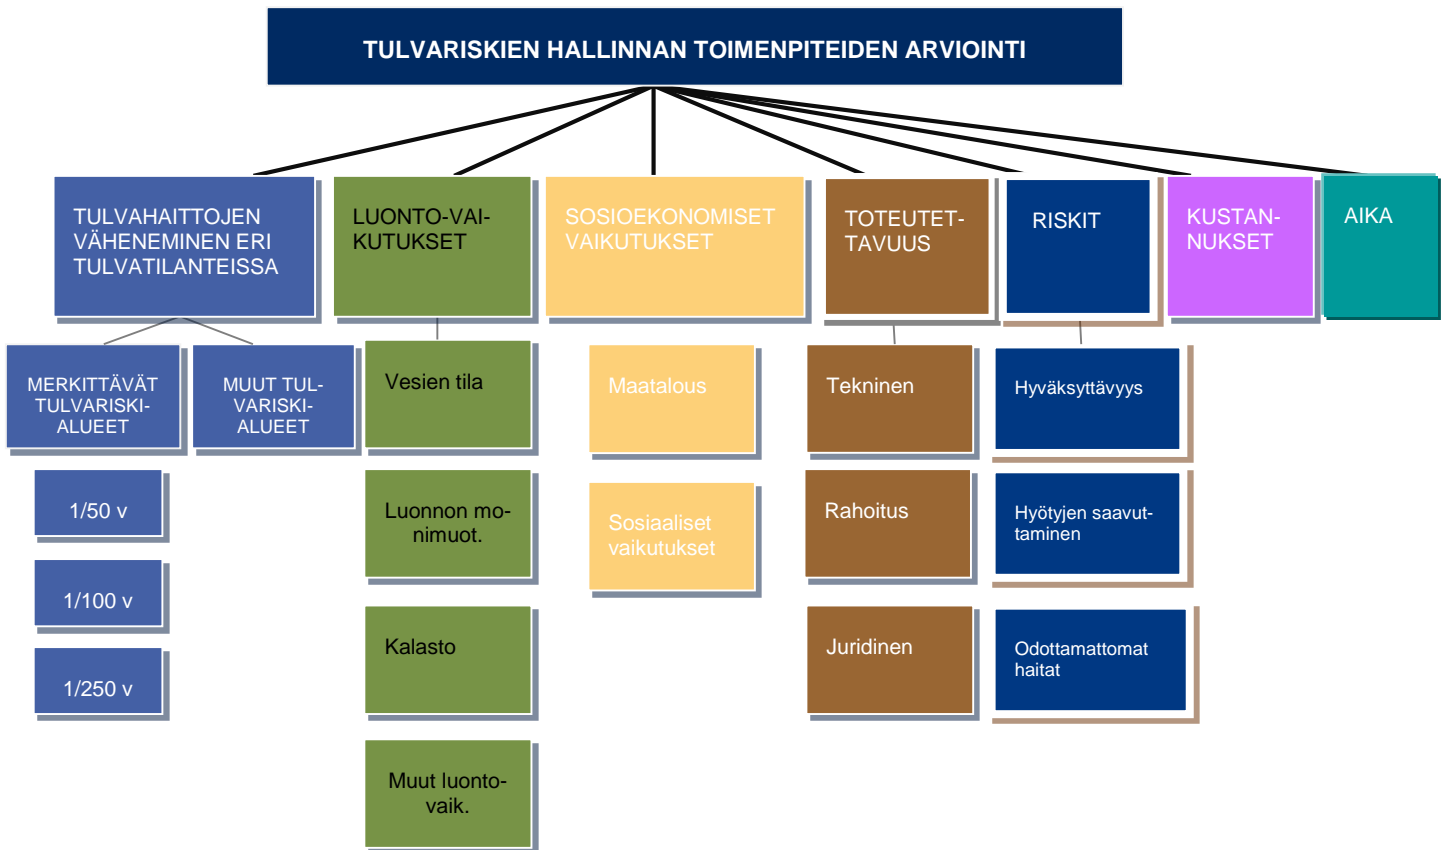 TULVARISKIEN HALLINNAN TOIMENPITEIDEN ARVIOINTI
TULVAHAITTOJEN
VÄHENEMINEN ERI
TULVATILANTEISSA
LUONTO-VAI-
KUTUKSET
SOSIOEKONOMISET
VAIKUTUKSET
TOTEUTET-
TAVUUS
RISKIT
KUSTAN-
NUKSET
AIKA
MERKITTÄVÄT
TULVARISKI-
ALUEET
MUUT TUL-
VARISKI-
ALUEET
1/50 v
1/100 v
1/250 v
Vesien tila
Luonnon mo-
nimuot.
Kalasto
Muut luonto-
vaik.
Maatalous
Sosiaaliset
vaikutukset
Tekninen
Rahoitus
Juridinen
Hyväksyttävyys
Hyötyjen saavut-
taminen
Odottamattomat
haitat